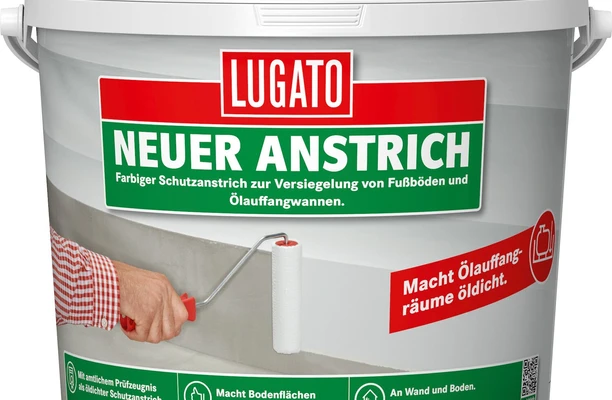 LUGATO
NEUER ANSTRICH
Farbiger Schutzanstrich zur Versiegelung von Fußböden und
Ölauffangwannen.
Macht Ölauffang-
räume öldicht.
Mit amtlichem Prüfzeugnis
als öldichter Schutzanstrich
Macht Bodenflächen
An Wand und Boden.